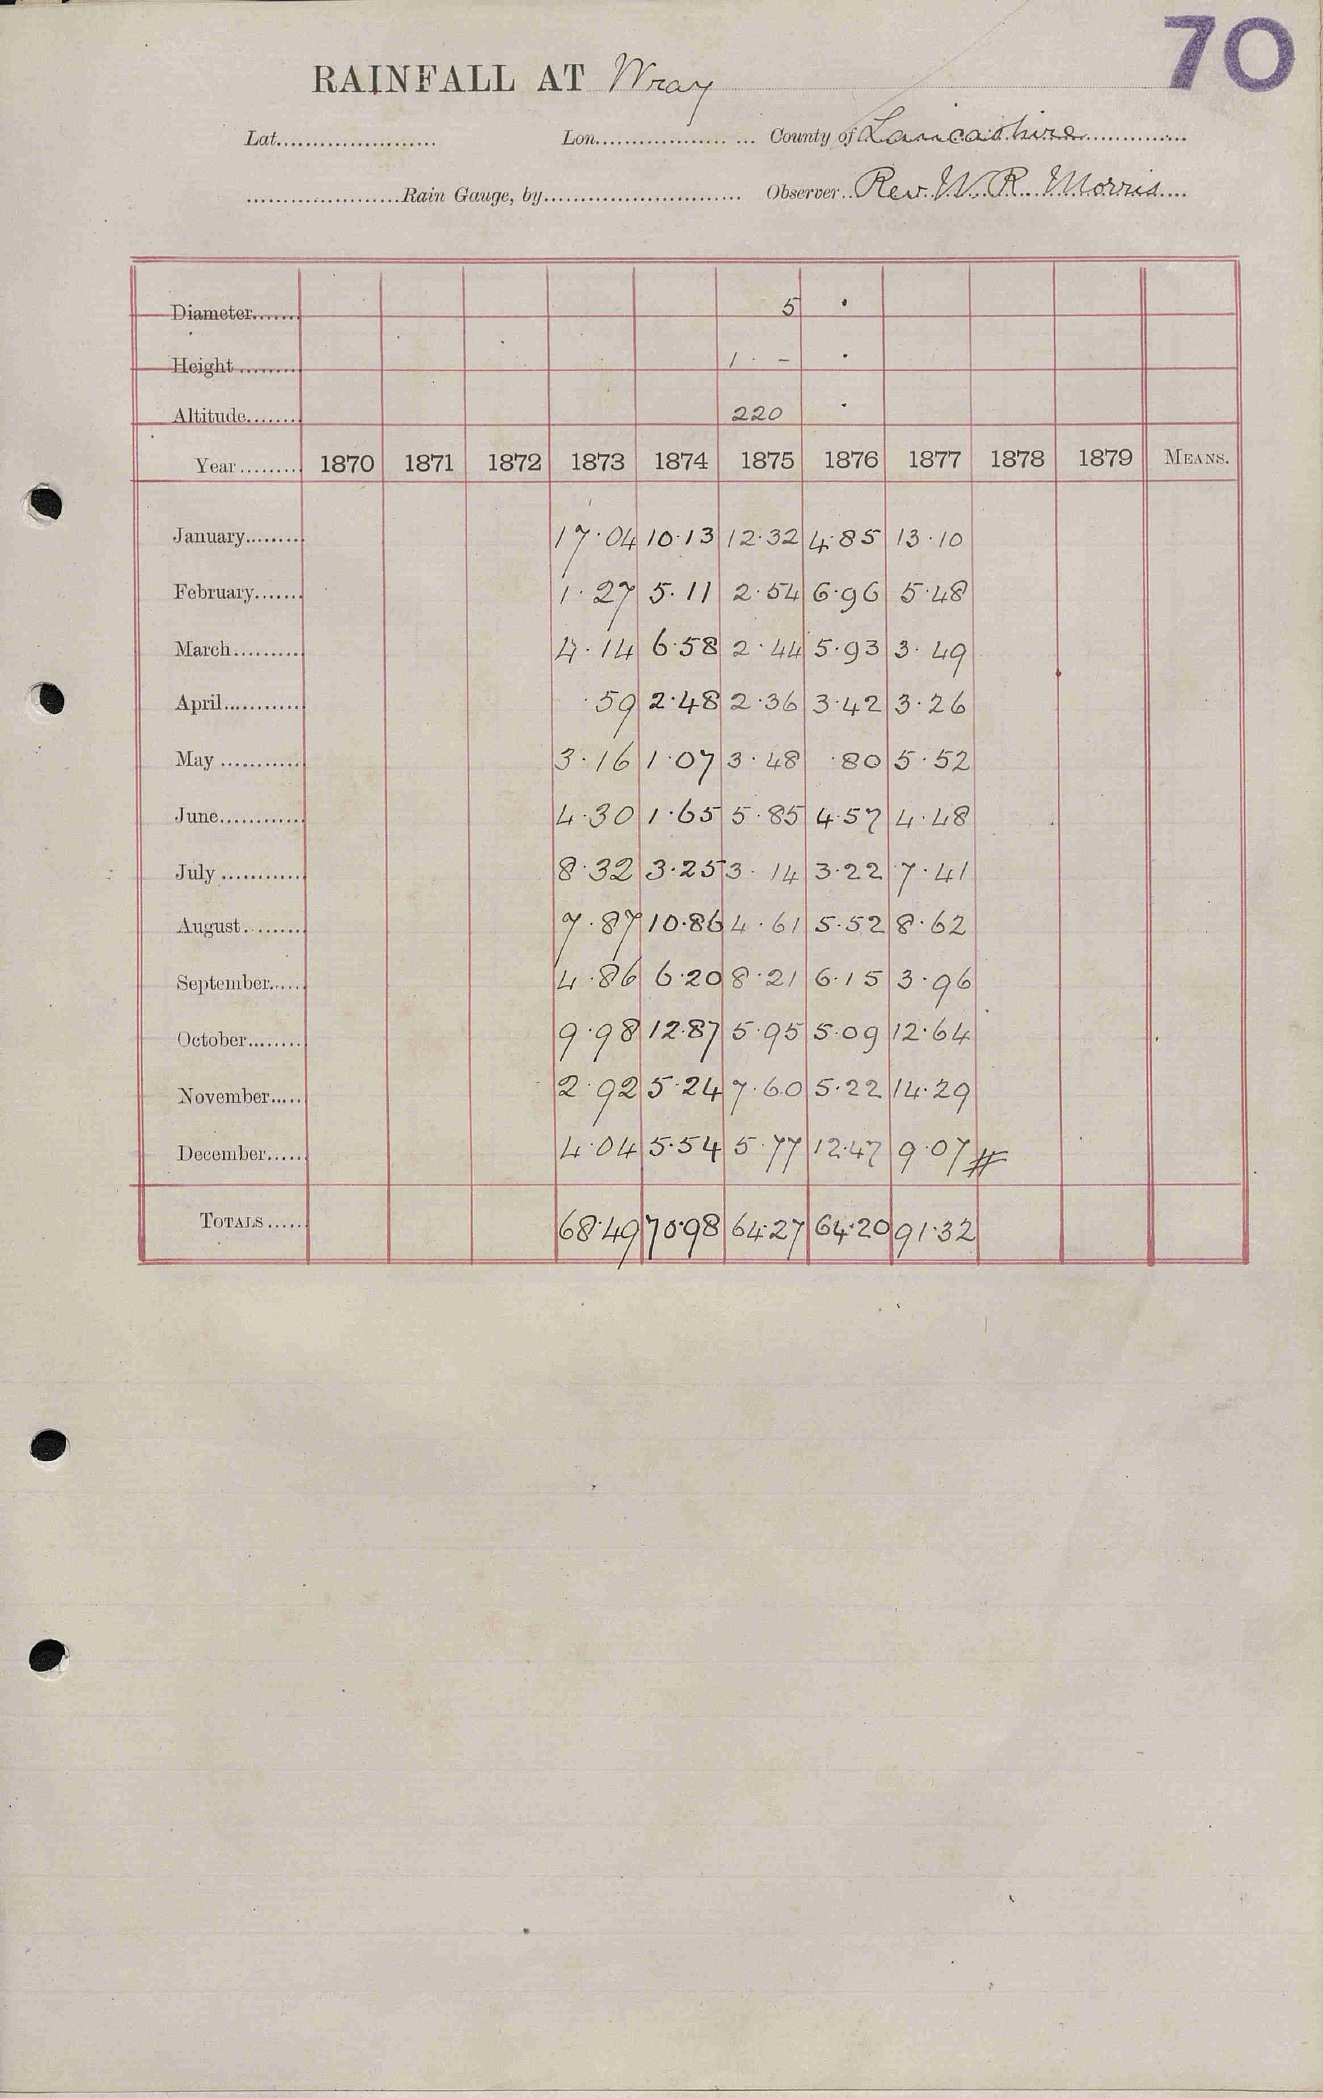 70
RAINFALL AT Wray
Lat...................... Lon.................. ... County of Lancashire
.....................Rain Gauge, by........................... Observer.. Rev. W. R. Morris
Diameter....... 5 ·
Height ......... 1 · - ·
Altitude........ 220 ·
Year......... 1870 1871 1872 1873 1874 1875 1876 1877 1878 1879 MEANS.
January......... 17·04 10·13 12·32 4·85 13·10
February....... 1·27 5·11 2·54 6·96 5·48
March.......... 4·14 6·58 2·44 5·93 3·49
April........... ·59 2·48 2·36 3·42 3·26
May ........... 3·16 1·07 3·48 ·80 5·52
June............ 4·30 1·65 5·85 4·57 4·48
July ........... 8·32 3·25 3·14 3·22 7·41
August......... 7·87 10·86 4·61 5·52 8·62
September...... 4·86 6·20 8·21 6·15 3·96
October........ 9·98 12·87 5·95 5·09 12·64
November..... 2·92 5·24 7·60 5·22 14·29
December...... 4·04 5·54 5·77 12·47 9·07 #
TOTALS...... 68·49 70·98 64·27 64·20 91·32